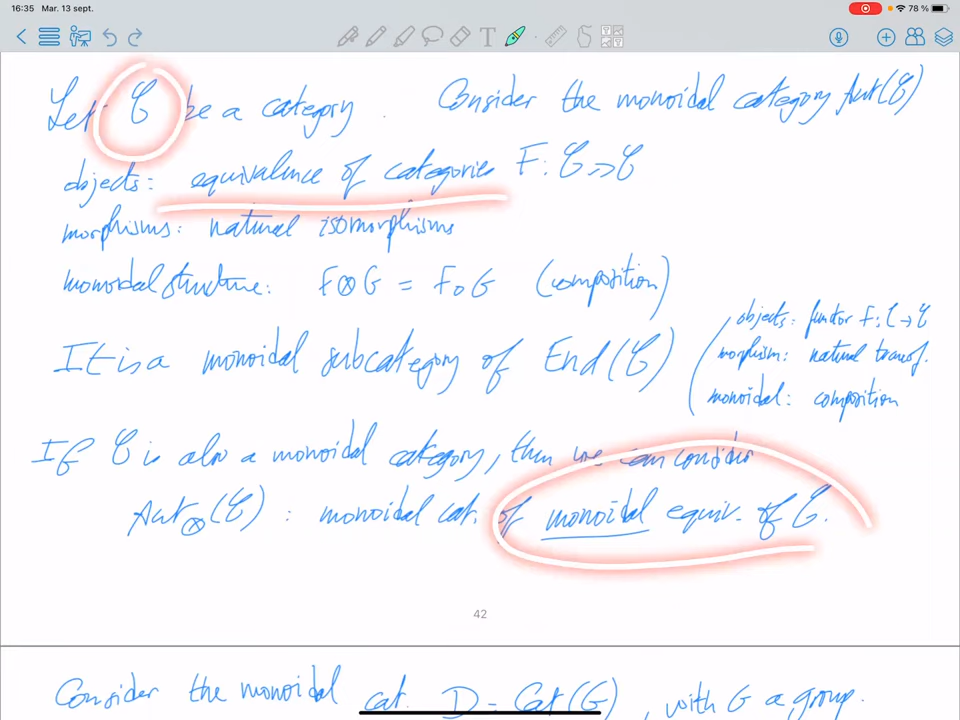 16:35 Mar. 13 sept. 78 %
Let C be a category. Consider the monoidal category Aut(C)
objects: equivalence of categories F: C → C
morphisms: natural isomorphisms
monoidal structure: F⊗G = F∘G (composition)
It is a monoidal subcategory of End(C)
objects: functor F: C → C
morphism: natural transf.
monoidal: composition
If C is also a monoidal category, then we can consider
Aut⊗(C): monoidal cat. of monoidal equiv. of C.
42
Consider the monoidal cat. D = Cat(G), with G a group.